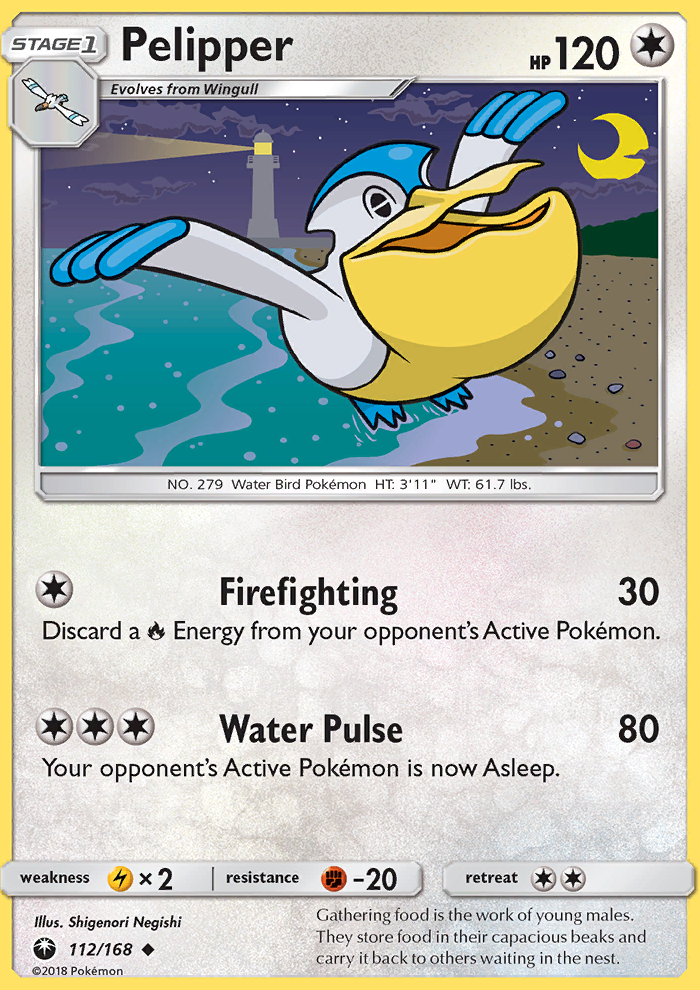 STAGE1
Pelipper
HP120
Evolves from Wingull
NO. 279 Water Bird Pokémon HT: 3'11" WT: 61.7 lbs.
Firefighting 30
Discard a Energy from your opponent's Active Pokémon.
Water Pulse 80
Your opponent's Active Pokémon is now Asleep.
weakness ×2 resistance -20 retreat
Illus. Shigenori Negishi
112/168
©2018 Pokémon
Gathering food is the work of young males.
They store food in their capacious beaks and
carry it back to others waiting in the nest.